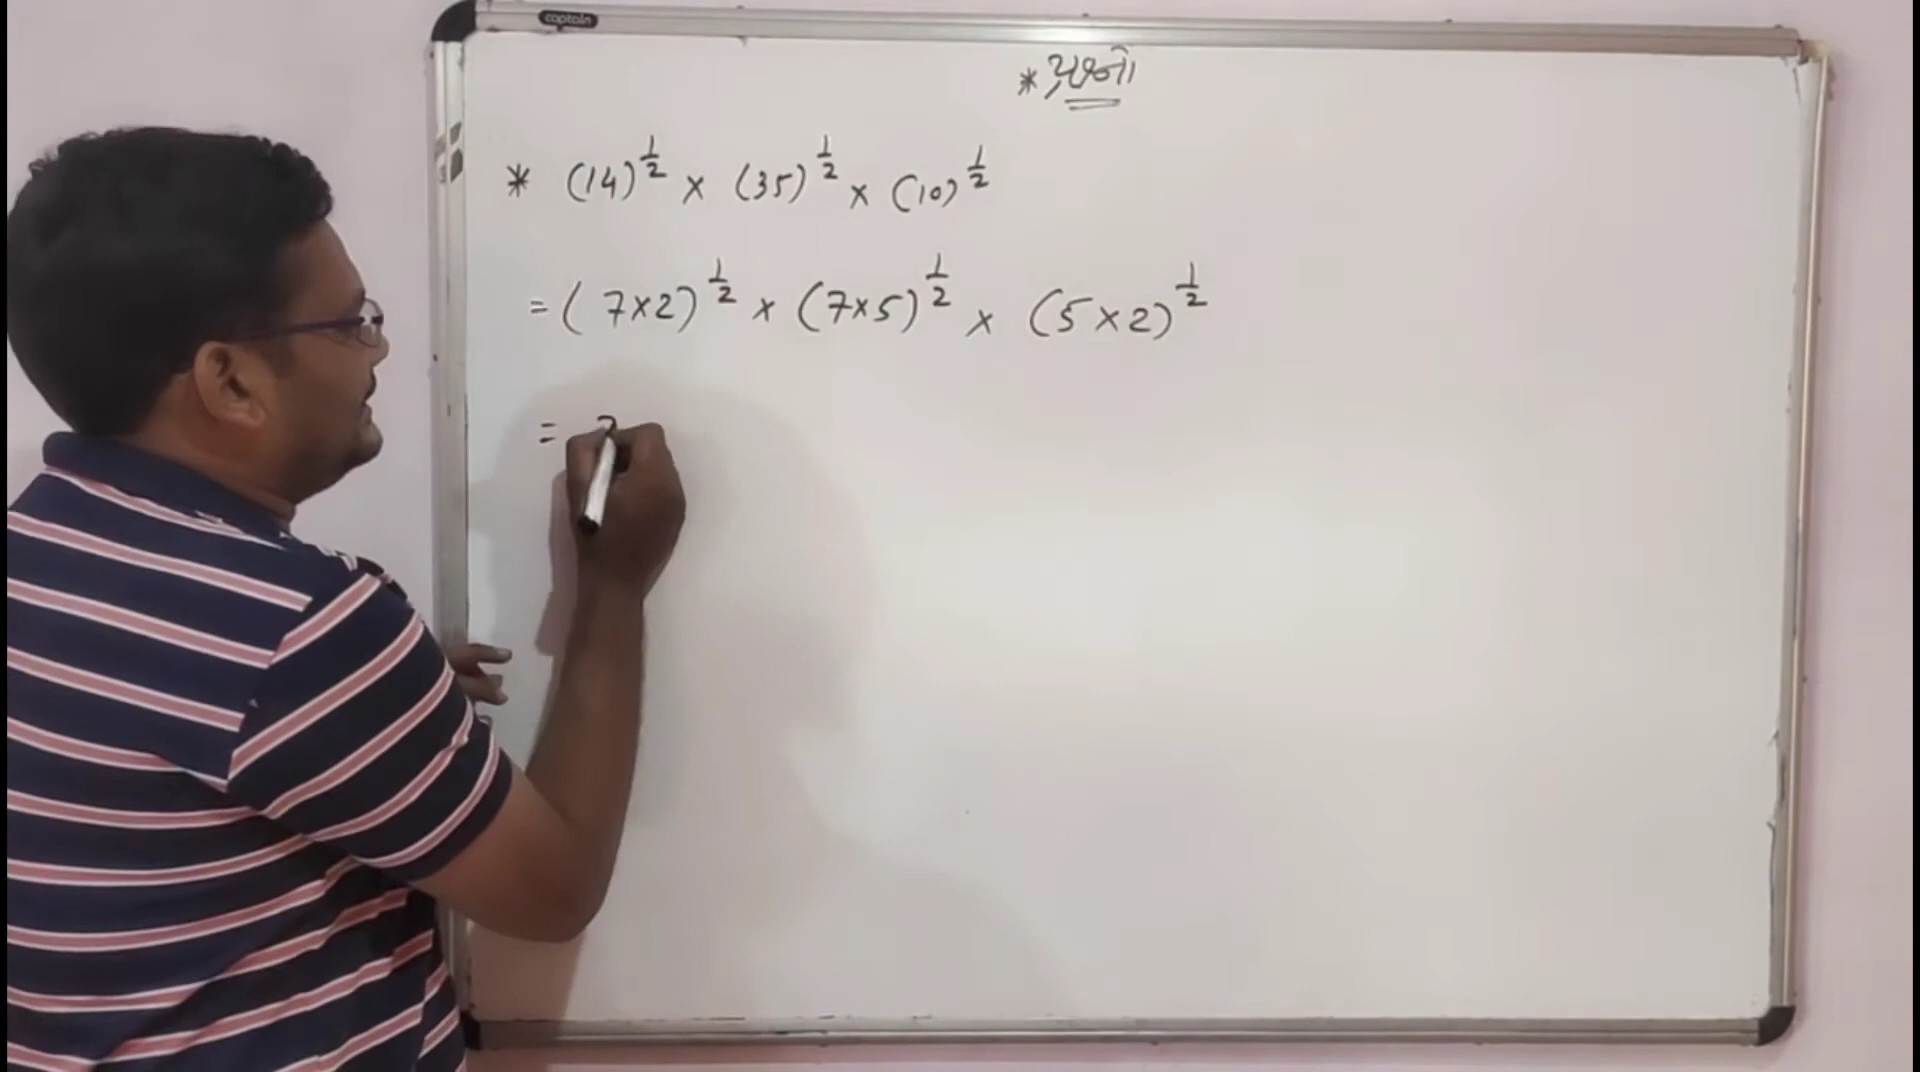 captain
* (14)^{1/2} × (35)^{1/2} × (10)^{1/2}
= (7×2)^{1/2} × (7×5)^{1/2} × (5×2)^{1/2}
=